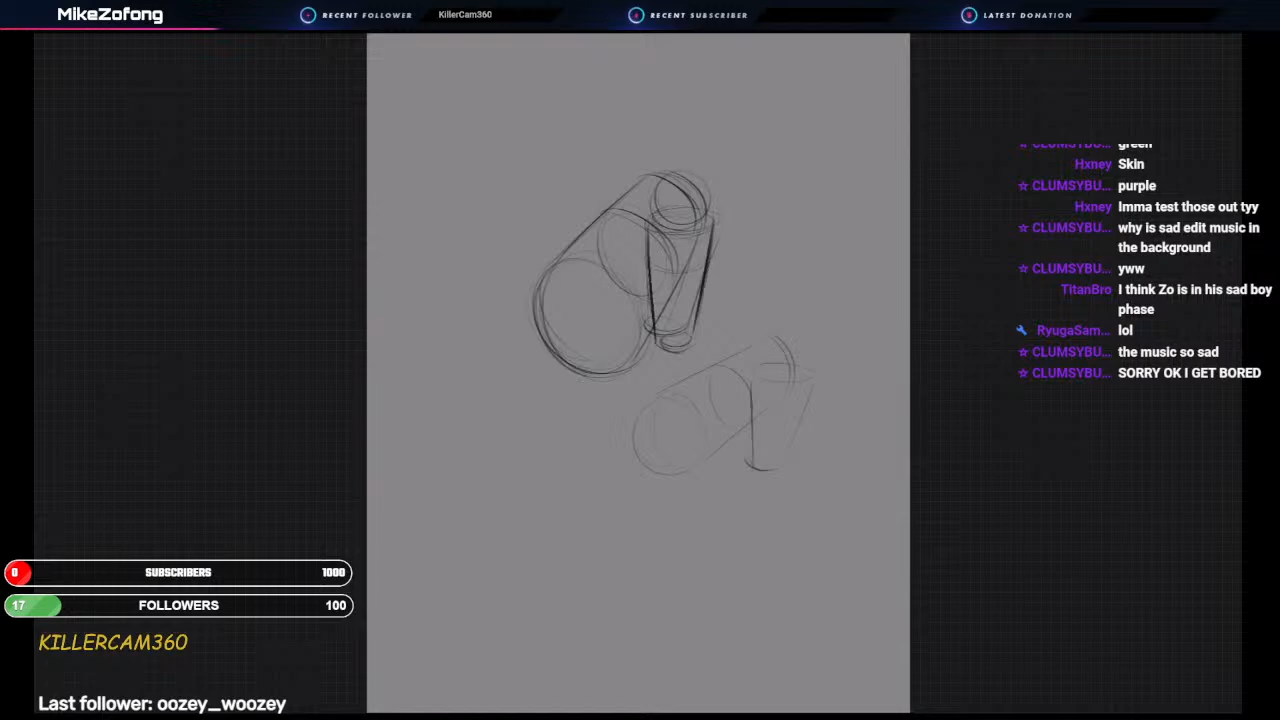 MikeZofong
RECENT FOLLOWER KillerCam360
RECENT SUBSCRIBER
LATEST DONATION
green
Hxney Skin
CLUMSYBU... purple
Hxney Imma test those out tyy
CLUMSYBU... why is sad edit music in
the background
CLUMSYBU... yww
TitanBro I think Zo is in his sad boy
phase
RyugaSam... lol
CLUMSYBU... the music so sad
CLUMSYBU... SORRY OK I GET BORED
0 SUBSCRIBERS 1000
17 FOLLOWERS 100
KILLERCAM360
Last follower: oozey_woozey